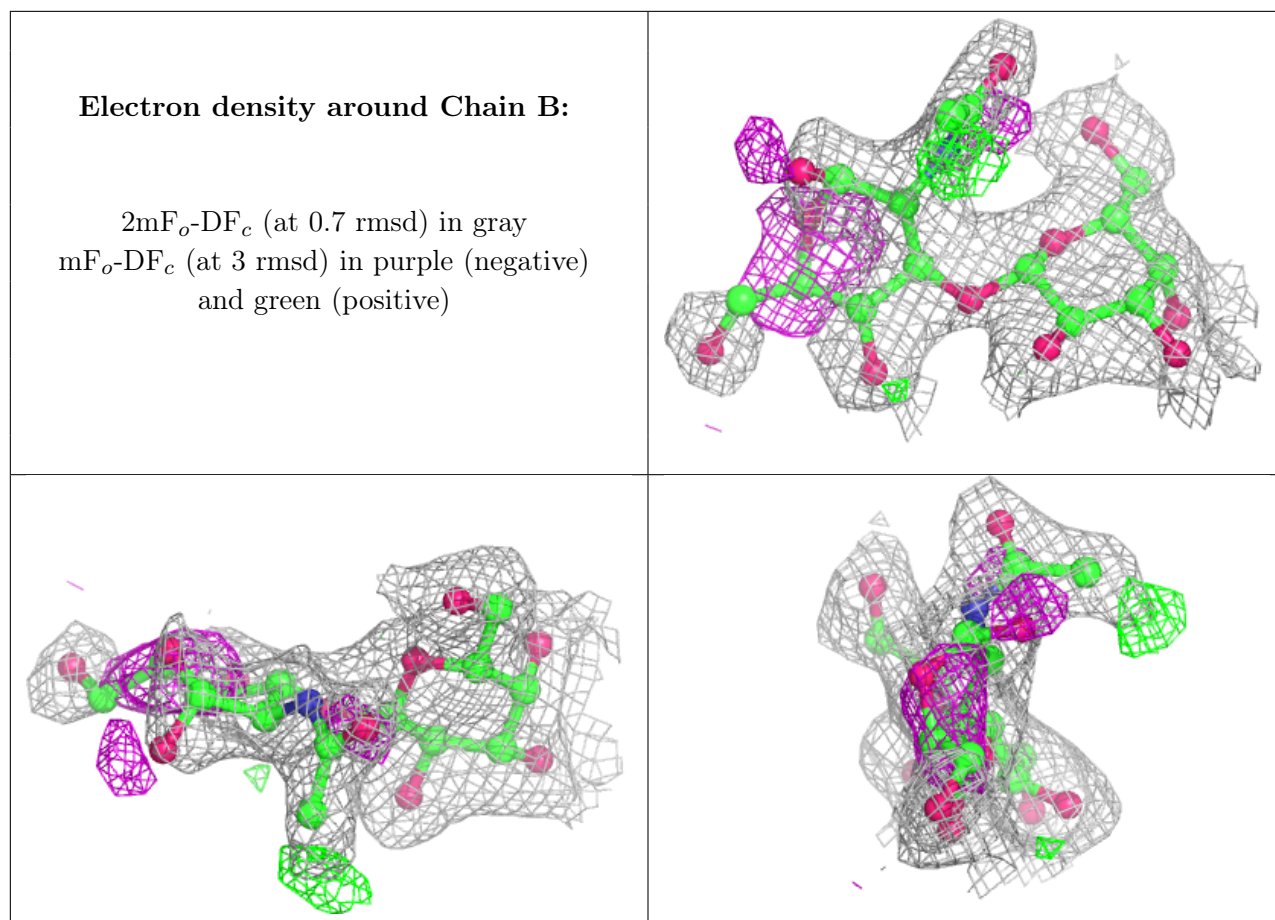 Electron density around Chain B:
2mFₒ-DF𝒸 (at 0.7 rmsd) in gray
mFₒ-DF𝒸 (at 3 rmsd) in purple (negative)
and green (positive)